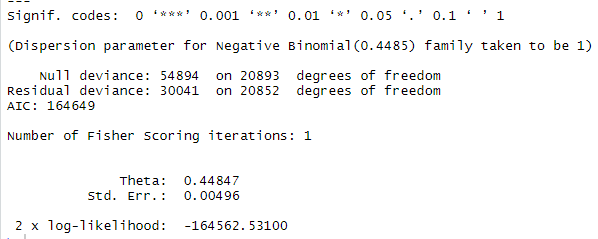 ---
Signif. codes:  0 ‘***’ 0.001 ‘**’ 0.01 ‘*’ 0.05 ‘.’ 0.1 ‘ ’ 1
(Dispersion parameter for Negative Binomial(0.4485) family taken to be 1)
    Null deviance: 54894  on 20893  degrees of freedom
Residual deviance: 30041  on 20852  degrees of freedom
AIC: 164649
Number of Fisher Scoring iterations: 1
              Theta:  0.44847
          Std. Err.:  0.00496
 2 x log-likelihood:  -164562.53100